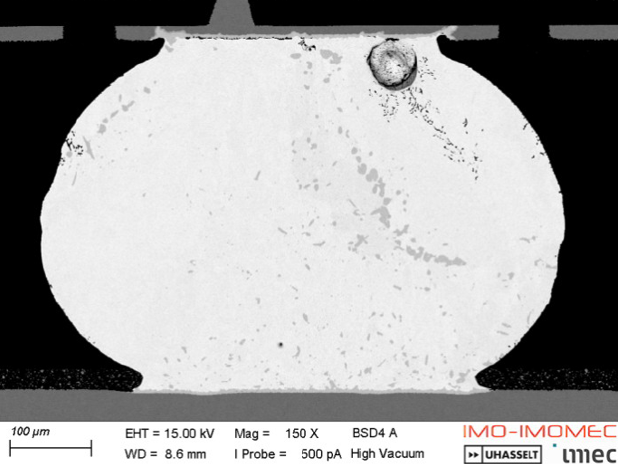 100 µm
EHT = 15.00 kV Mag = 150 X BSD4 A
WD = 8.6 mm I Probe = 500 pA High Vacuum
IMO-IMOMEC
UHASSELT imec